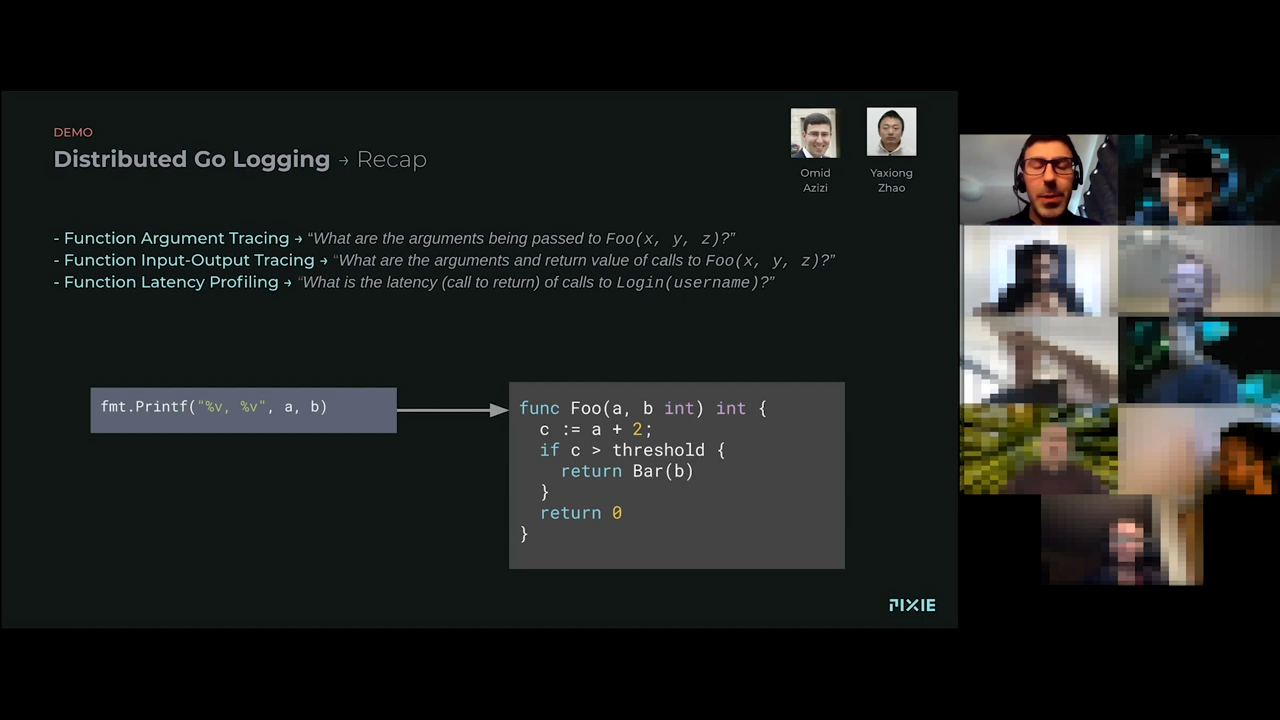 DEMO
Distributed Go Logging → Recap
Omid
Azizi
Yaxiong
Zhao
- Function Argument Tracing → “What are the arguments being passed to Foo(x, y, z)?”
- Function Input-Output Tracing → “What are the arguments and return value of calls to Foo(x, y, z)?”
- Function Latency Profiling → “What is the latency (call to return) of calls to Login(username)?”
fmt.Printf("%v, %v", a, b)
func Foo(a, b int) int {
c := a + 2;
if c > threshold {
return Bar(b)
}
return 0
}
PIXIE